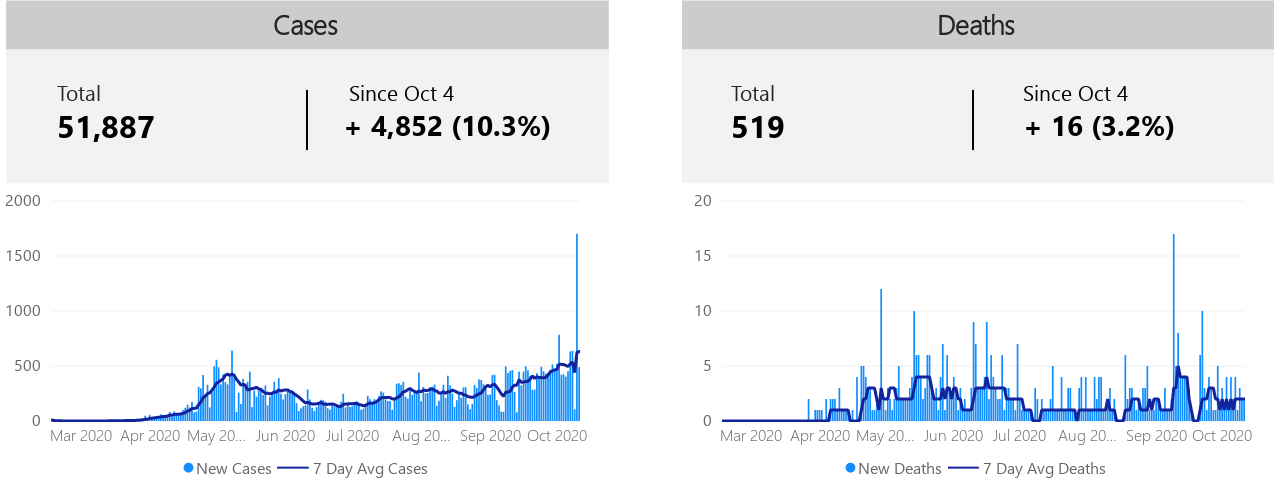 Cases
Total
51,887
Since Oct 4
+ 4,852 (10.3%)
2000
1500
1000
500
0
Mar 2020 Apr 2020 May 20... Jun 2020 Jul 2020 Aug 20... Sep 2020 Oct 2020
New Cases 7 Day Avg Cases
Deaths
Total
519
Since Oct 4
+ 16 (3.2%)
20
15
10
5
0
Mar 2020 Apr 2020 May 20... Jun 2020 Jul 2020 Aug 20... Sep 2020 Oct 2020
New Deaths 7 Day Avg Deaths